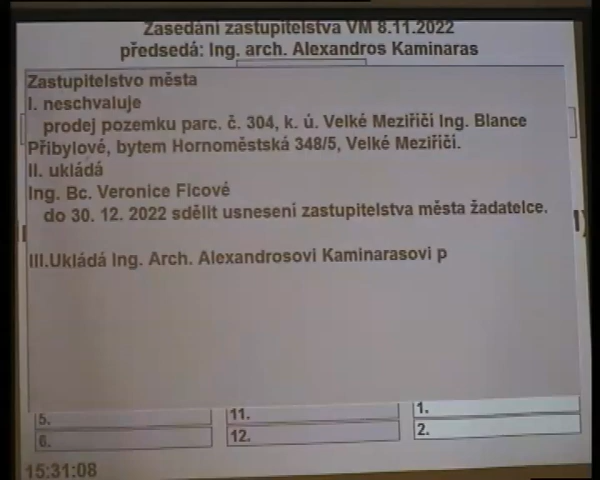 Zasedání zastupitelstva VM 8.11.2022
předsedá: Ing. arch. Alexandros Kaminaras
Zastupitelstvo města
I. neschvaluje
prodej pozemku parc. č. 304, k. ú. Velké Meziříčí Ing. Blance
Přibylové, bytem Hornoměstská 348/5, Velké Meziříčí.
II. ukládá
Ing. Bc. Veronice Ficové
do 30. 12. 2022 sdělit usnesení zastupitelstva města žadatelce.
III.Ukládá Ing. Arch. Alexandrosovi Kaminarasovi p
5. 11. 1.
6. 12. 2.
15:31:08